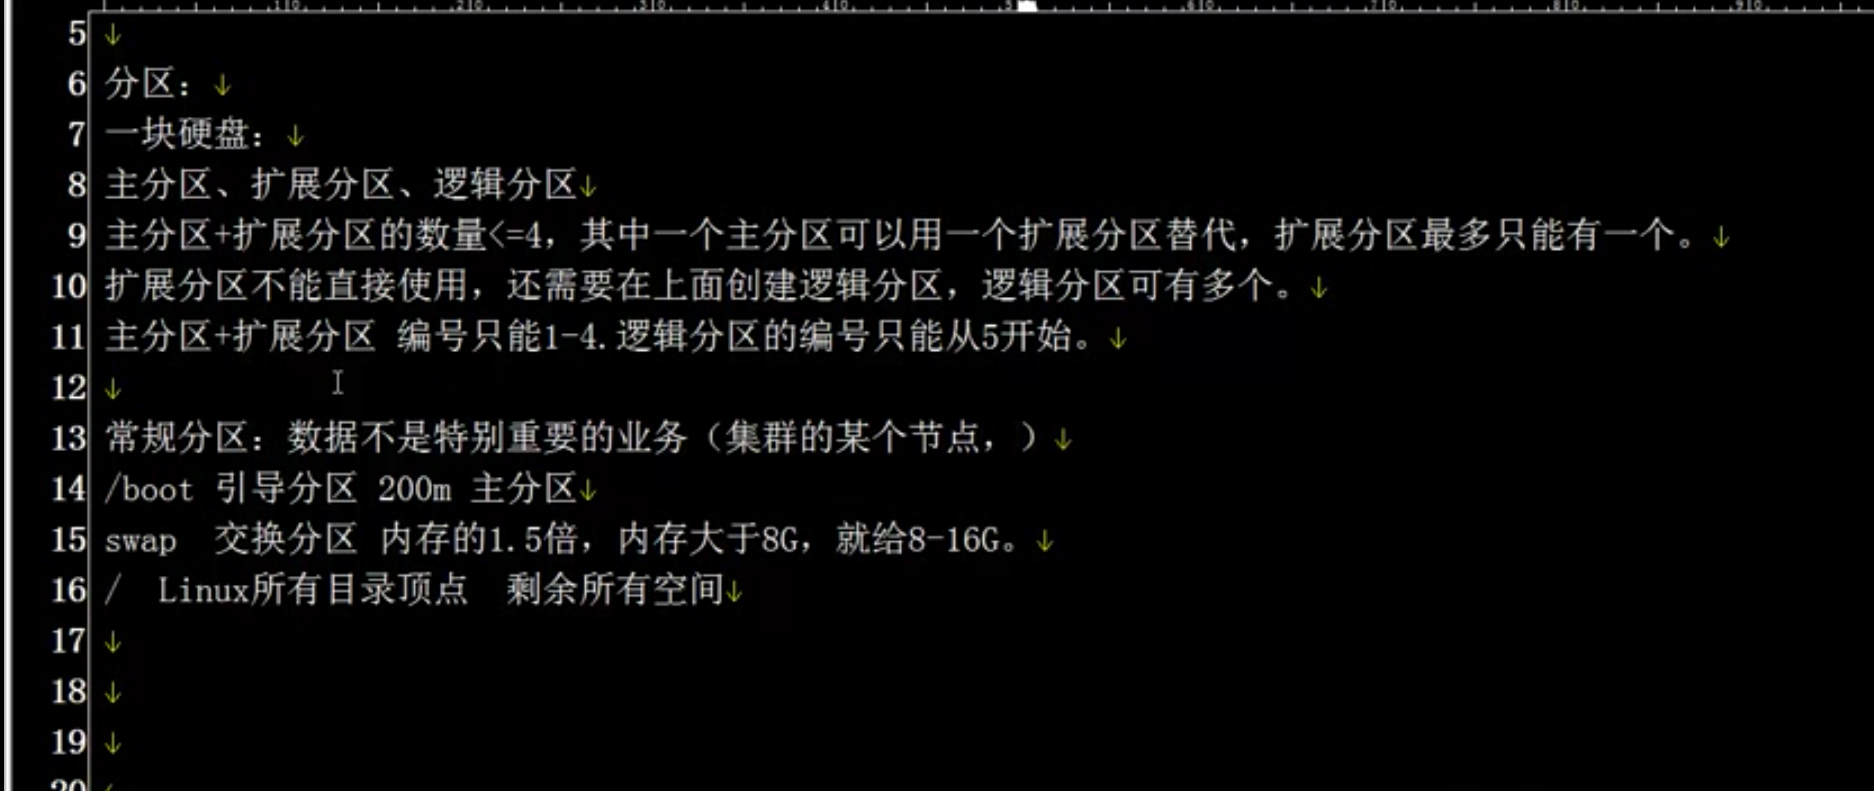 10 20 30 40 5 60 70 80 90
5↓
6 分区：↓
7 一块硬盘：↓
8 主分区、扩展分区、逻辑分区↓
9 主分区+扩展分区的数量<=4，其中一个主分区可以用一个扩展分区替代，扩展分区最多只能有一个。↓
10 扩展分区不能直接使用，还需要在上面创建逻辑分区，逻辑分区可有多个。↓
11 主分区+扩展分区 编号只能1-4.逻辑分区的编号只能从5开始。↓
12 ↓
13 常规分区：数据不是特别重要的业务（集群的某个节点，）↓
14 /boot 引导分区 200m 主分区↓
15 swap  交换分区 内存的1.5倍，内存大于8G，就给8-16G。↓
16 /  Linux所有目录顶点  剩余所有空间↓
17 ↓
18 ↓
19 ↓
20